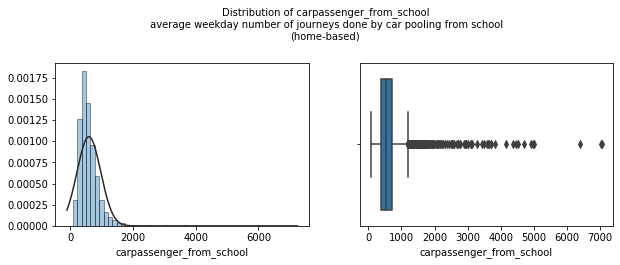 Distribution of carpassenger_from_school
average weekday number of journeys done by car pooling from school
(home-based)
0.00175
0.00150
0.00125
0.00100
0.00075
0.00050
0.00025
0.00000
0 2000 4000 6000
carpassenger_from_school
0 1000 2000 3000 4000 5000 6000 7000
carpassenger_from_school